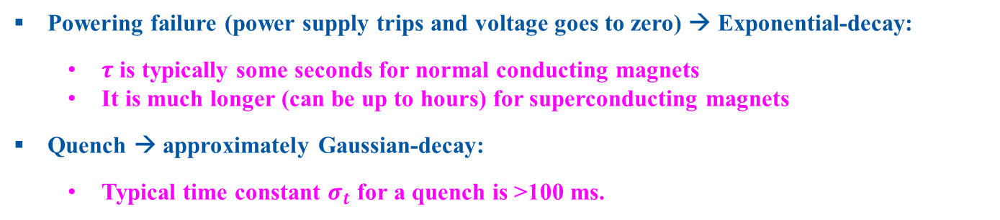 ▪ Powering failure (power supply trips and voltage goes to zero) → Exponential-decay:
• τ is typically some seconds for normal conducting magnets
• It is much longer (can be up to hours) for superconducting magnets
▪ Quench → approximately Gaussian-decay:
• Typical time constant σₜ for a quench is >100 ms.